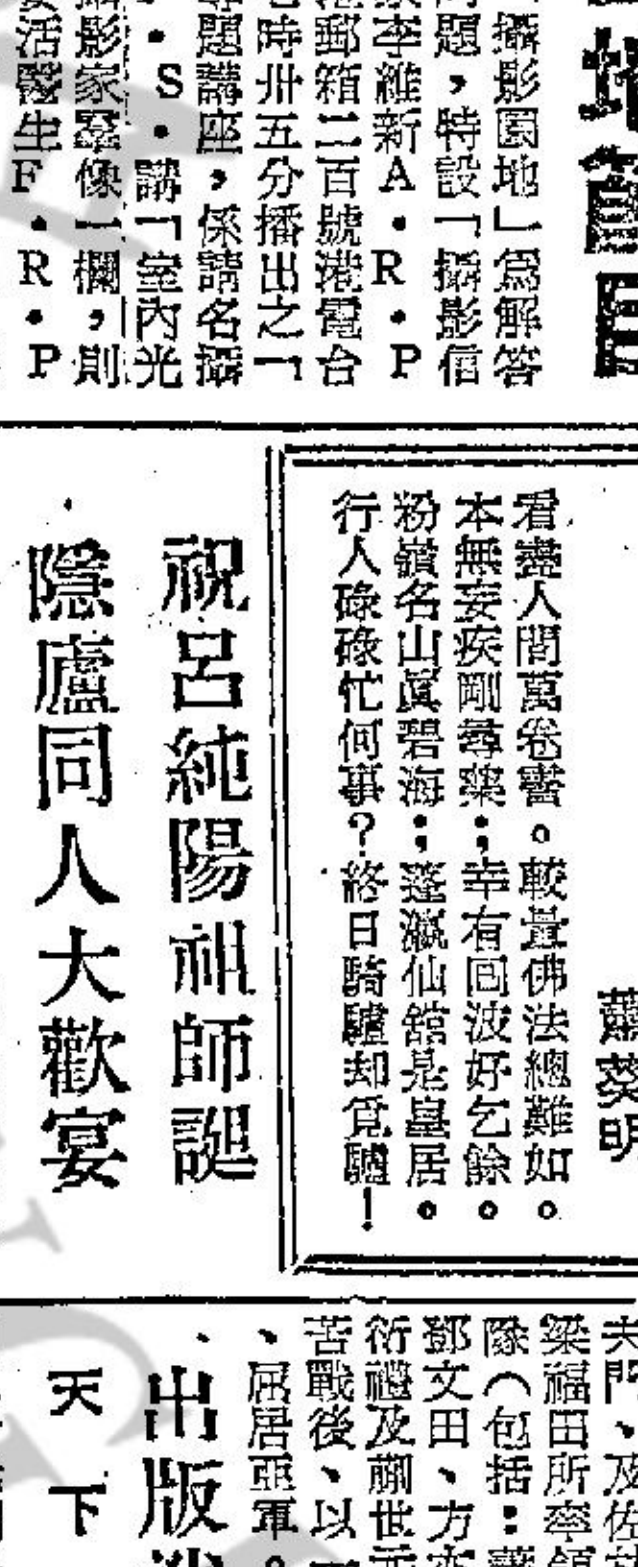 攝影園地」爲解答
問題，特設「攝影信
李維新A·R·P
郵箱二百號港電台
時卅五分播出之「
題講座，係請名攝
·S·講「室內光
攝影家羣像一欄，則
活醫生F·R·P
蕭葵明
看盡人間萬卷書。較量佛法總難如。
本無妄疾剛尋藥；幸有回波好乞餘。
粉嶺名山眞碧海；蓬瀛仙館是皇居。
行人碌碌忙何事？終日騎驢却覓驢！
祝呂純陽祖師誕
隱廬同人大歡宴
夫門、及佐
梁福田所率領
隊（包括：
鄧文田、方
衍禮及蒯世
苦戰後、以
、屈居亞軍。
出版
天下